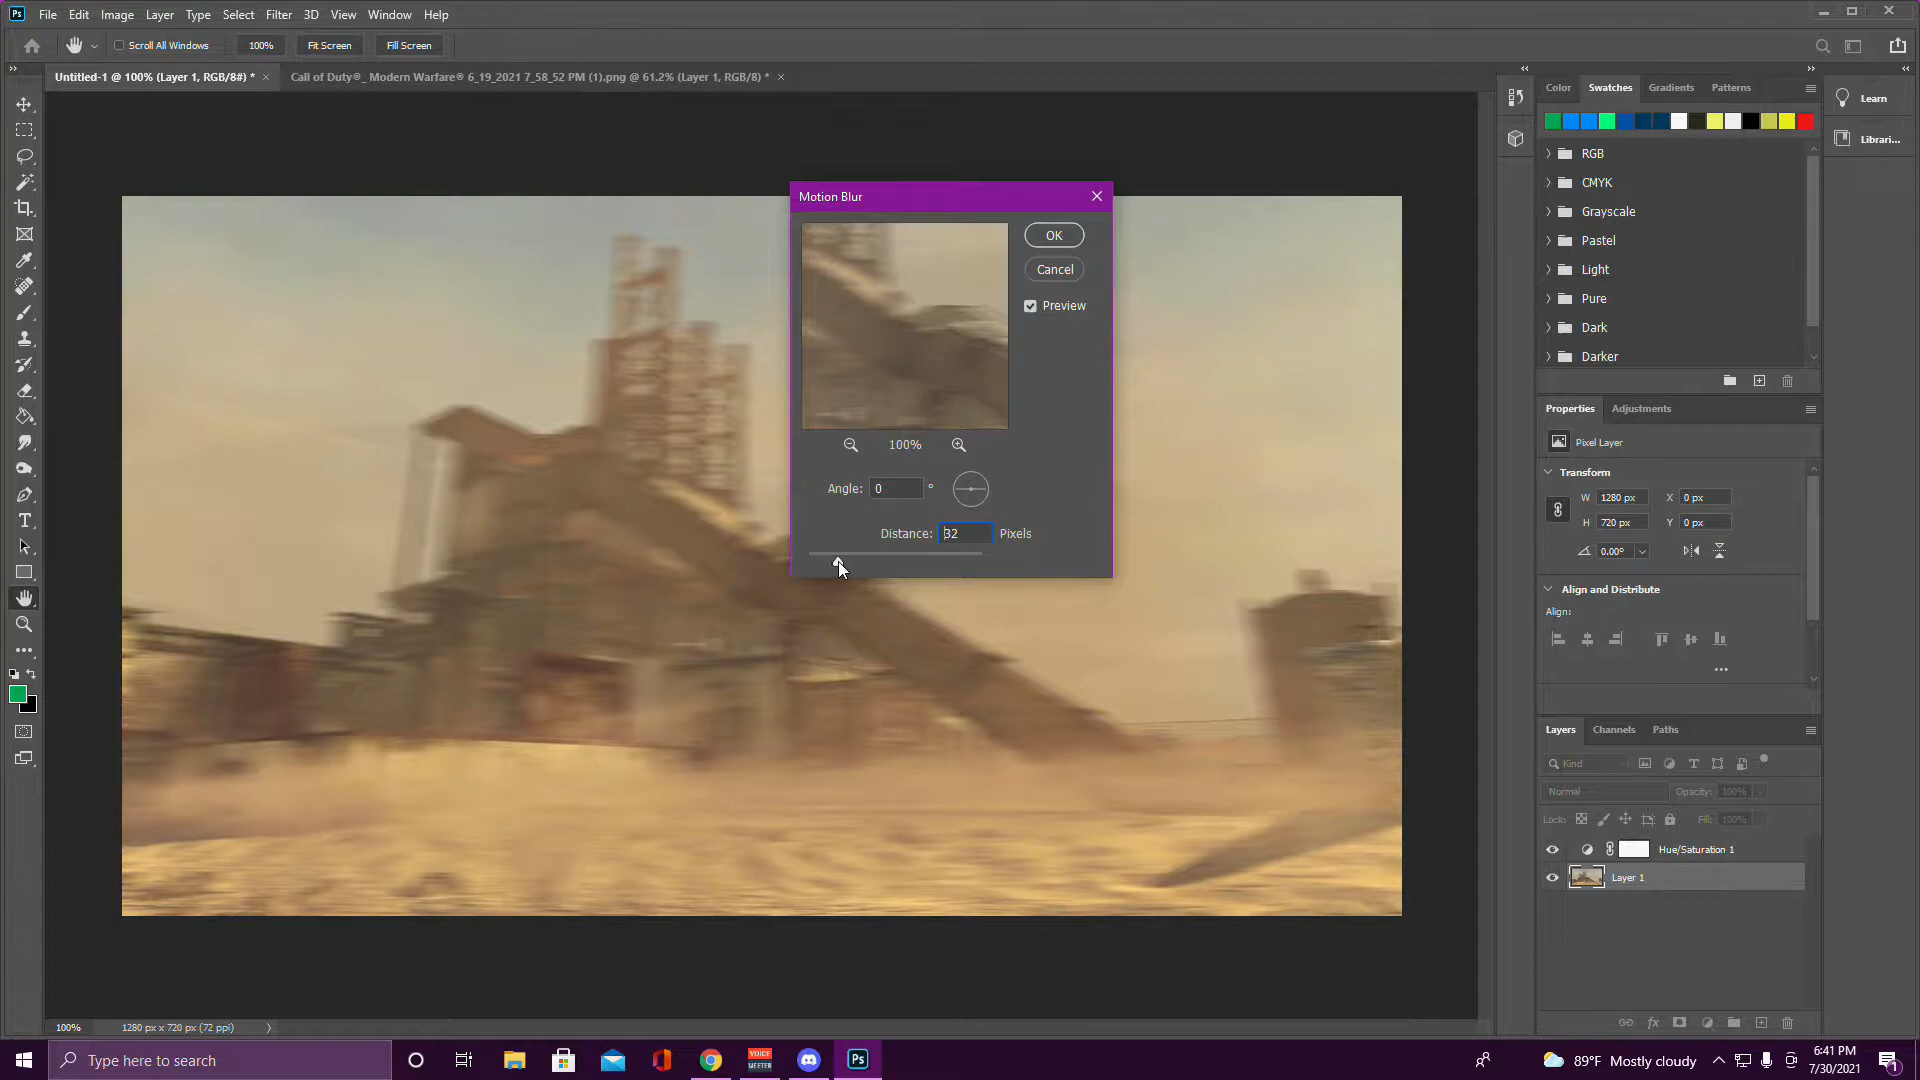 Ps File Edit Image Layer Type Select Filter 3D View Window Help
Scroll All Windows 100% Fit Screen Fill Screen
Untitled-1 @ 100% (Layer 1, RGB/8#) * × Call of Duty®_ Modern Warfare® 6_19_2021 7_58_52 PM (1).png @ 61.2% (Layer 1, RGB/8) * ×
Color Swatches Gradients Patterns
Learn
Librari...
RGB
CMYK
Grayscale
Pastel
Light
Pure
Dark
Darker
Motion Blur
OK
Cancel
Preview
100%
Angle: 0 °
Distance: 32 Pixels
Properties Adjustments
Pixel Layer
Transform
W 1280 px X 0 px
H 720 px Y 0 px
0.00°
Align and Distribute
Align:
Layers Channels Paths
Kind
Normal Opacity: 100%
Lock: Fill: 100%
Hue/Saturation 1
Layer 1
fx
100% 1280 px x 720 px (72 ppi)
Type here to search
VOICE
MEETER
Ps
89°F Mostly cloudy
6:41 PM
7/30/2021
1